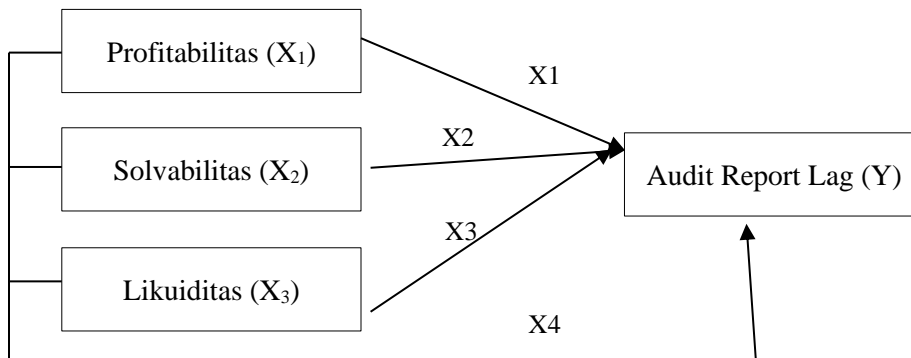 Profitabilitas (X₁)
X1
X2
Solvabilitas (X₂)
Audit Report Lag (Y)
X3
Likuiditas (X₃)
X4